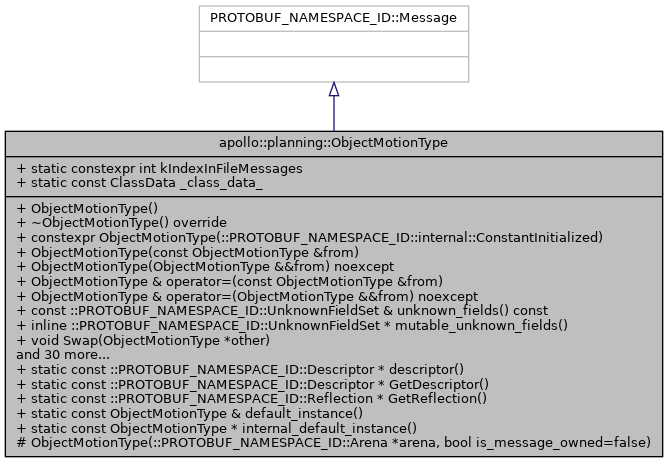 PROTOBUF_NAMESPACE_ID::Message
apollo::planning::ObjectMotionType
+ static constexpr int kIndexInFileMessages
+ static const ClassData _class_data_
+ ObjectMotionType()
+ ~ObjectMotionType() override
+ constexpr ObjectMotionType(::PROTOBUF_NAMESPACE_ID::internal::ConstantInitialized)
+ ObjectMotionType(const ObjectMotionType &from)
+ ObjectMotionType(ObjectMotionType &&from) noexcept
+ ObjectMotionType & operator=(const ObjectMotionType &from)
+ ObjectMotionType & operator=(ObjectMotionType &&from) noexcept
+ const ::PROTOBUF_NAMESPACE_ID::UnknownFieldSet & unknown_fields() const
+ inline ::PROTOBUF_NAMESPACE_ID::UnknownFieldSet * mutable_unknown_fields()
+ void Swap(ObjectMotionType *other)
and 30 more...
+ static const ::PROTOBUF_NAMESPACE_ID::Descriptor * descriptor()
+ static const ::PROTOBUF_NAMESPACE_ID::Descriptor * GetDescriptor()
+ static const ::PROTOBUF_NAMESPACE_ID::Reflection * GetReflection()
+ static const ObjectMotionType & default_instance()
+ static const ObjectMotionType * internal_default_instance()
# ObjectMotionType(::PROTOBUF_NAMESPACE_ID::Arena *arena, bool is_message_owned=false)